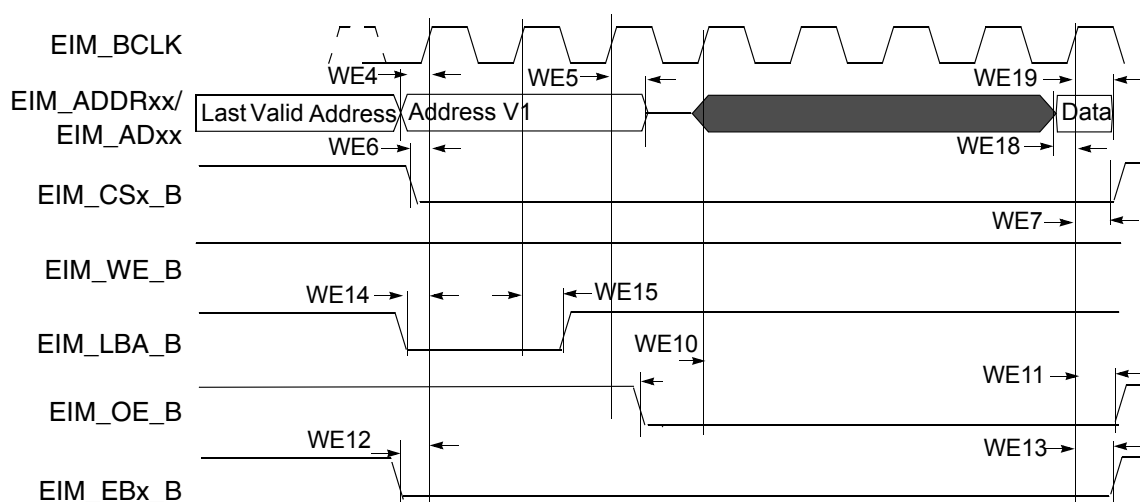 EIM_BCLK
WE4
WE5
WE19
EIM_ADDRxx/
EIM_ADxx
Last Valid Address
Address V1
Data
WE6
WE18
EIM_CSx_B
WE7
EIM_WE_B
WE14
WE15
EIM_LBA_B
WE10
WE11
EIM_OE_B
WE12
WE13
EIM_EBx_B